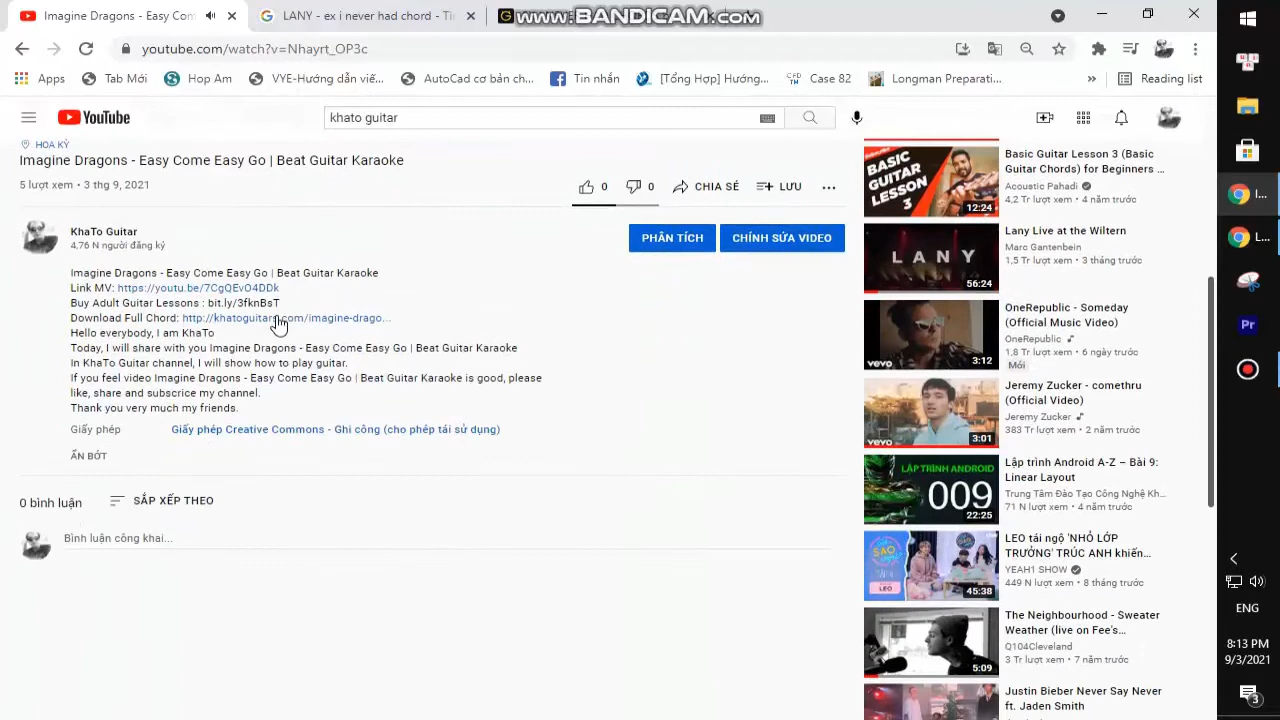 Imagine Dragons - Easy Com
LANY - ex i never had chord - T
www.BANDICAM.com
youtube.com/watch?v=Nhayrt_OP3c
Apps
Tab Mới
Hop Am
VYE-Hướng dẫn viế...
AutoCad cơ bản ch...
Tin nhắn
[Tổng Hợp] Hướng...
Case 82
Longman Preparati...
»
Reading list
YouTube
khato guitar
HOA KỲ
Imagine Dragons - Easy Come Easy Go | Beat Guitar Karaoke
5 lượt xem • 3 thg 9, 2021
0
0
CHIA SẺ
LƯU
KhaTo Guitar
4,76 N người đăng ký
PHÂN TÍCH
CHỈNH SỬA VIDEO
Imagine Dragons - Easy Come Easy Go | Beat Guitar Karaoke
Link MV: https://youtu.be/7CgQEvO4DDk
Buy Adult Guitar Lessons : bit.ly/3fknBsT
Download Full Chord: http://khatoguitar.com/imagine-drago...
Hello everybody, I am KhaTo
Today, I will share with you Imagine Dragons - Easy Come Easy Go | Beat Guitar Karaoke
In KhaTo Guitar channel, I will show how to play guitar.
If you feel video Imagine Dragons - Easy Come Easy Go | Beat Guitar Karaoke is good, please
like, share and subscrice my channel.
Thank you very much my friends.
Giấy phép
Giấy phép Creative Commons - Ghi công (cho phép tái sử dụng)
ẨN BỚT
0 bình luận
SẮP XẾP THEO
Bình luận công khai...
BASIC
GUITAR
LESSON
3
12:24
Basic Guitar Lesson 3 (Basic
Guitar Chords) for Beginners ...
Acoustic Pahadi
4,2 Tr lượt xem • 4 năm trước
LANY
56:24
Lany Live at the Wiltern
Marc Gantenbein
1,5 Tr lượt xem • 3 tháng trước
vevo
3:12
OneRepublic - Someday
(Official Music Video)
OneRepublic
1,8 Tr lượt xem • 6 ngày trước
Mới
vevo
3:01
Jeremy Zucker - comethru
(Official Video)
Jeremy Zucker
383 Tr lượt xem • 2 năm trước
LẬP TRÌNH ANDROID
009
22:25
Lập trình Android A-Z – Bài 9:
Linear Layout
Trung Tâm Đào Tạo Công Nghệ Kh...
71 N lượt xem • 4 năm trước
SAO
LEO
45:38
LEO tái ngộ 'NHỎ LỚP
TRƯỞNG' TRÚC ANH khiến...
YEAH1 SHOW
449 N lượt xem • 8 tháng trước
5:09
The Neighbourhood - Sweater
Weather (live on Fee's...
Q104Cleveland
3 Tr lượt xem • 7 năm trước
Justin Bieber Never Say Never
ft. Jaden Smith
I...
L...
Pr
ENG
8:13 PM
9/3/2021
3